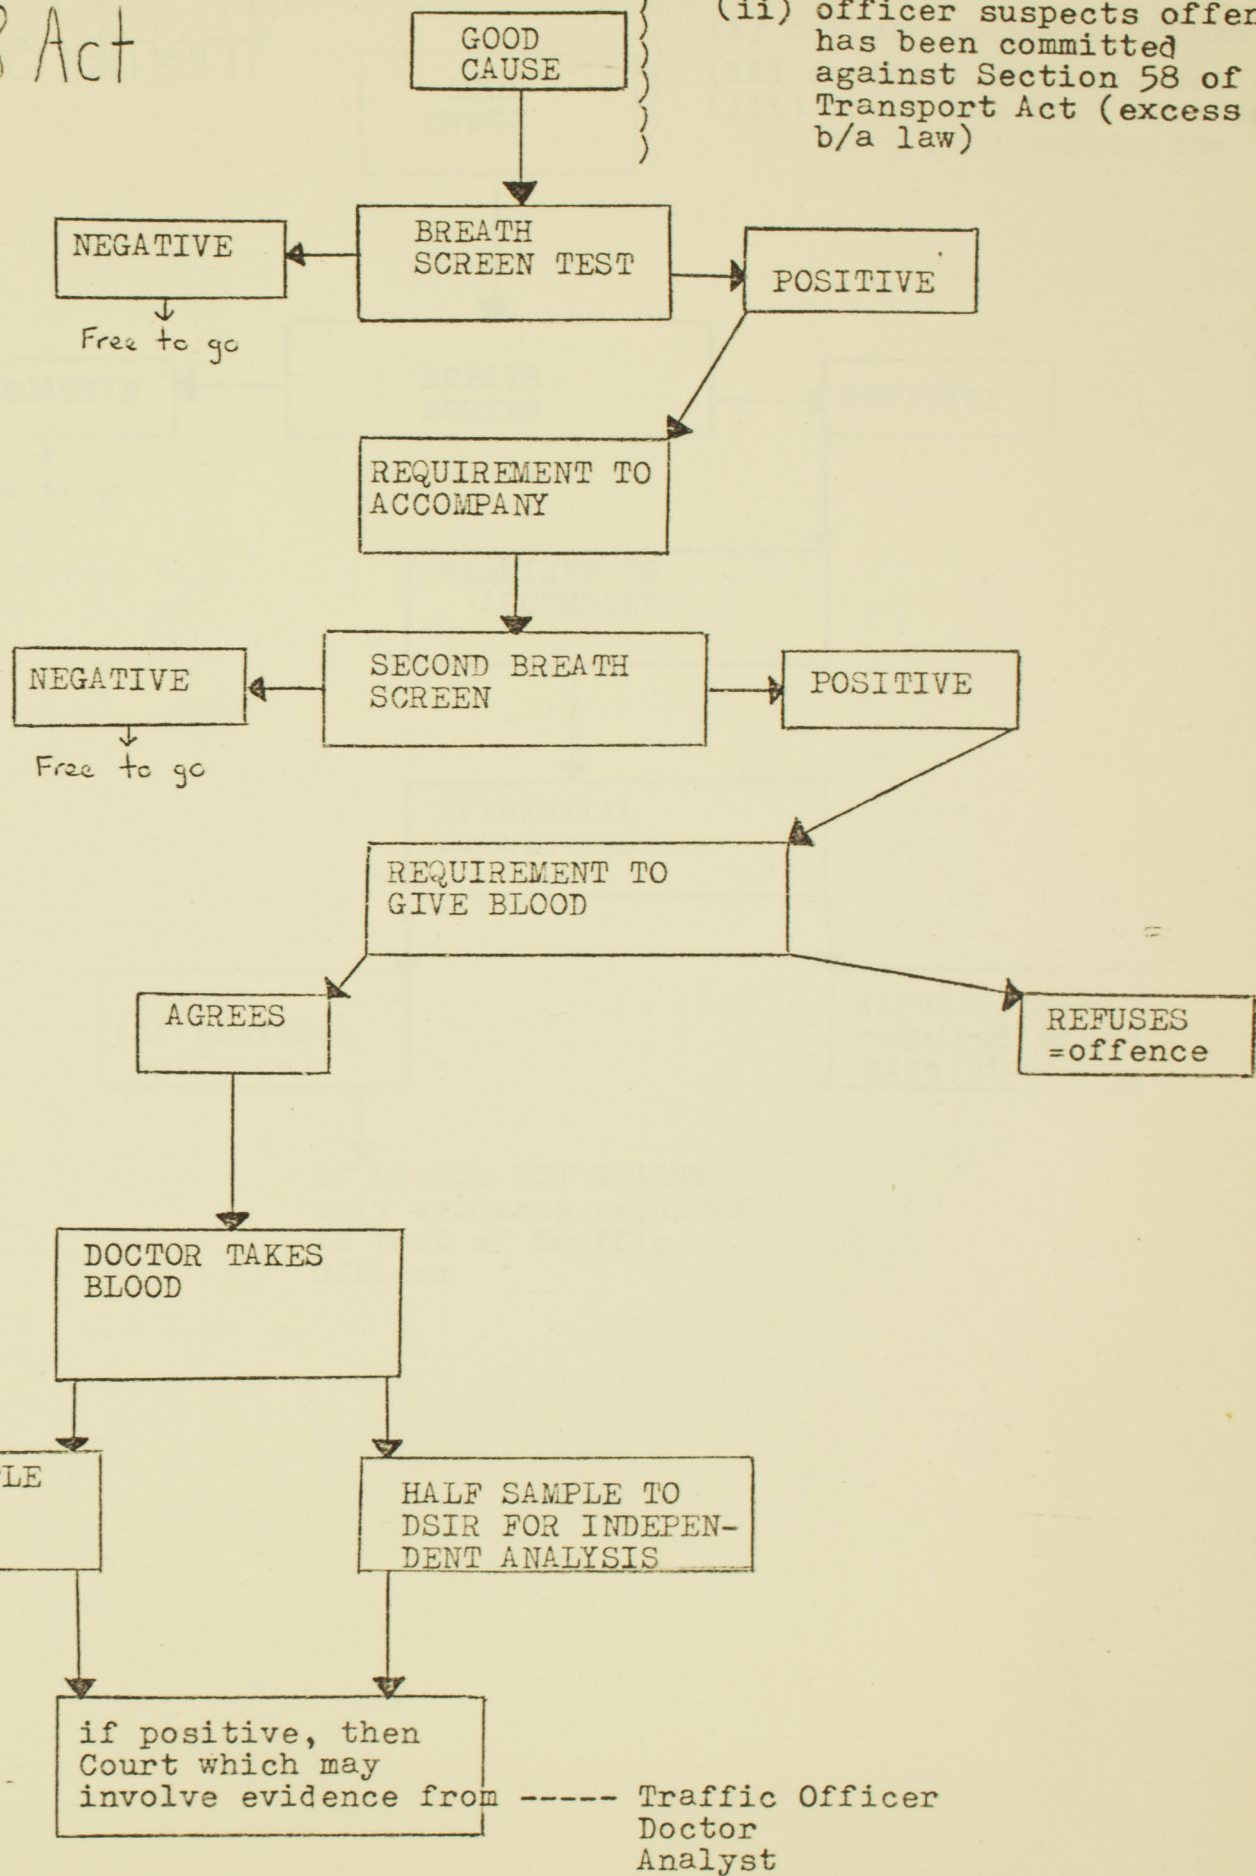 8 Act
GOOD
CAUSE
(ii) officer suspects offen
has been committed
against Section 58 of
Transport Act (excess
b/a law)
NEGATIVE
Free to go
BREATH
SCREEN TEST
POSITIVE
REQUIREMENT TO
ACCOMPANY
NEGATIVE
Free to go
SECOND BREATH
SCREEN
POSITIVE
REQUIREMENT TO
GIVE BLOOD
AGREES
REFUSES
=offence
DOCTOR TAKES
BLOOD
PLE
HALF SAMPLE TO
DSIR FOR INDEPEN-
DENT ANALYSIS
if positive, then
Court which may
involve evidence from ----- Traffic Officer
Doctor
Analyst